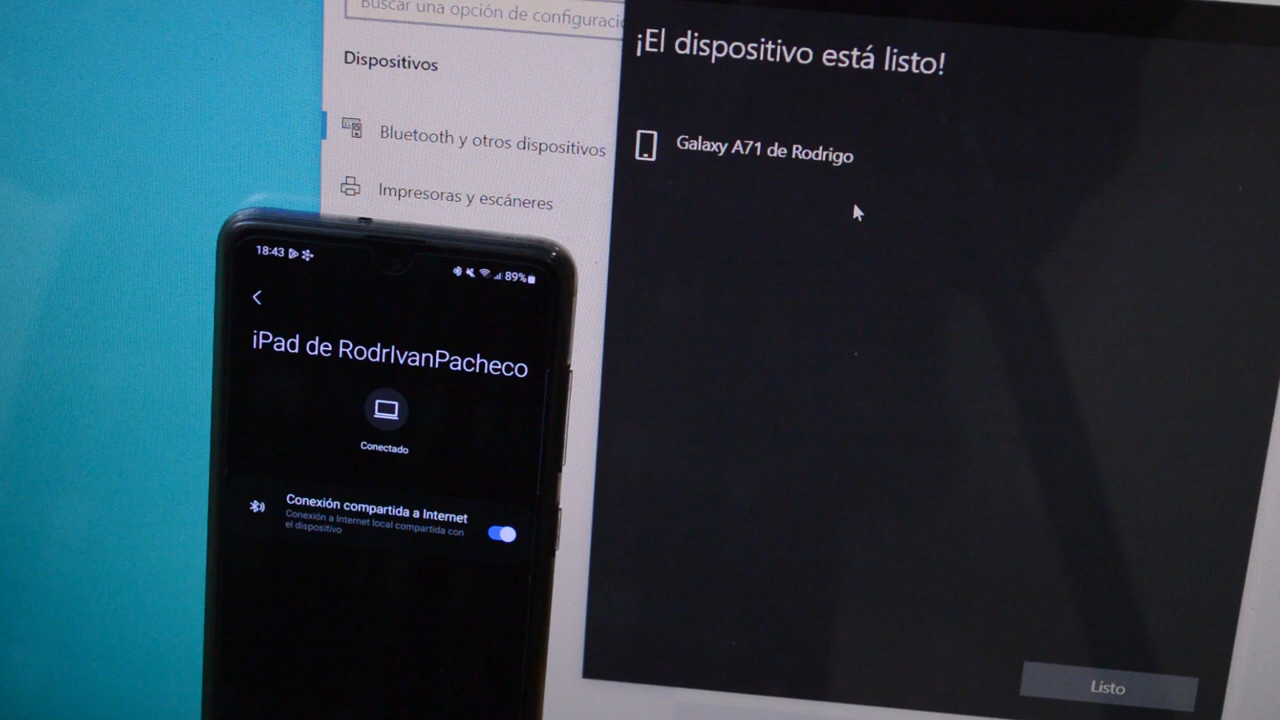 Buscar una opción de configuració
Dispositivos
Bluetooth y otros dispositivos
Impresoras y escáneres
¡El dispositivo está listo!
Galaxy A71 de Rodrigo
Listo
18:43
89%
iPad de RodrIvanPacheco
Conectado
Conexión compartida a Internet
Conexión a Internet local compartida con
el dispositivo